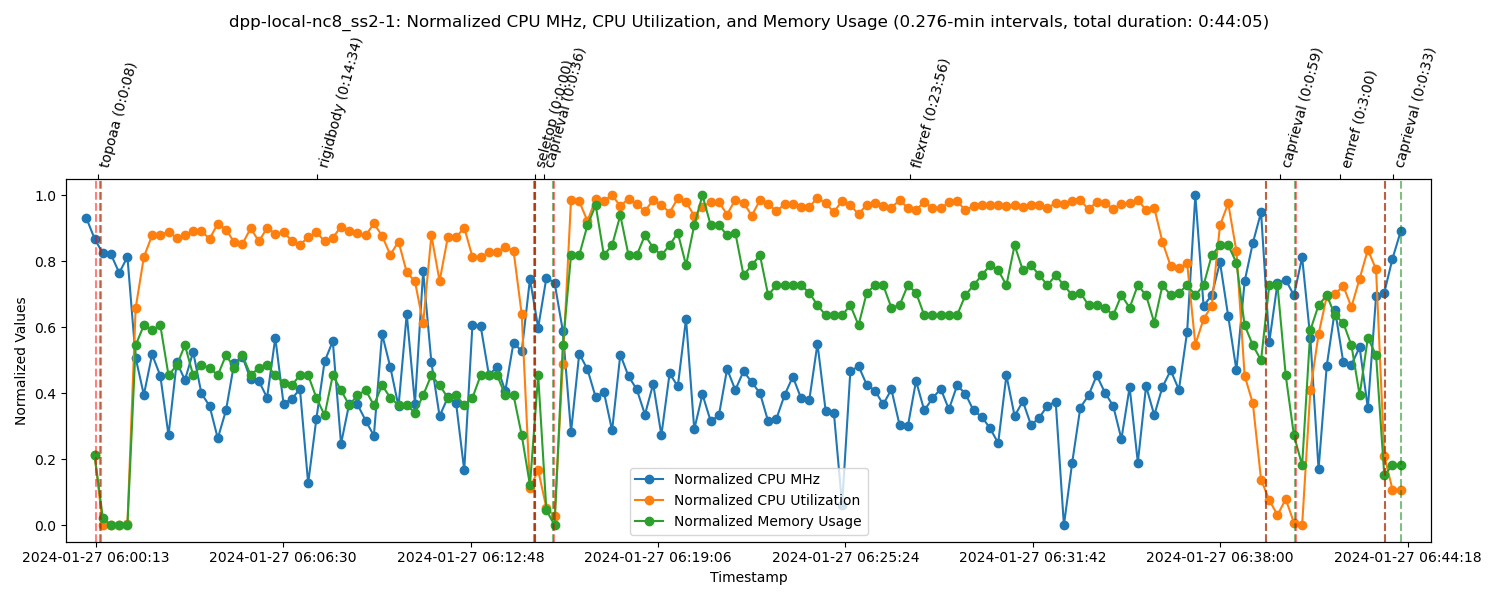 dpp-local-nc8_ss2-1: Normalized CPU MHz, CPU Utilization, and Memory Usage (0.276-min intervals, total duration: 0:44:05)
topoaa (0:0:08)
rigidbody (0:14:34)
seletop (0:0:00)
caprieval (0:0:36)
flexref (0:23:56)
caprieval (0:0:59)
emref (0:3:00)
caprieval (0:0:33)
Normalized Values
1.0
0.8
0.6
0.4
0.2
0.0
Normalized CPU MHz
Normalized CPU Utilization
Normalized Memory Usage
2024-01-27 06:00:13
2024-01-27 06:06:30
2024-01-27 06:12:48
2024-01-27 06:19:06
2024-01-27 06:25:24
2024-01-27 06:31:42
2024-01-27 06:38:00
2024-01-27 06:44:18
Timestamp